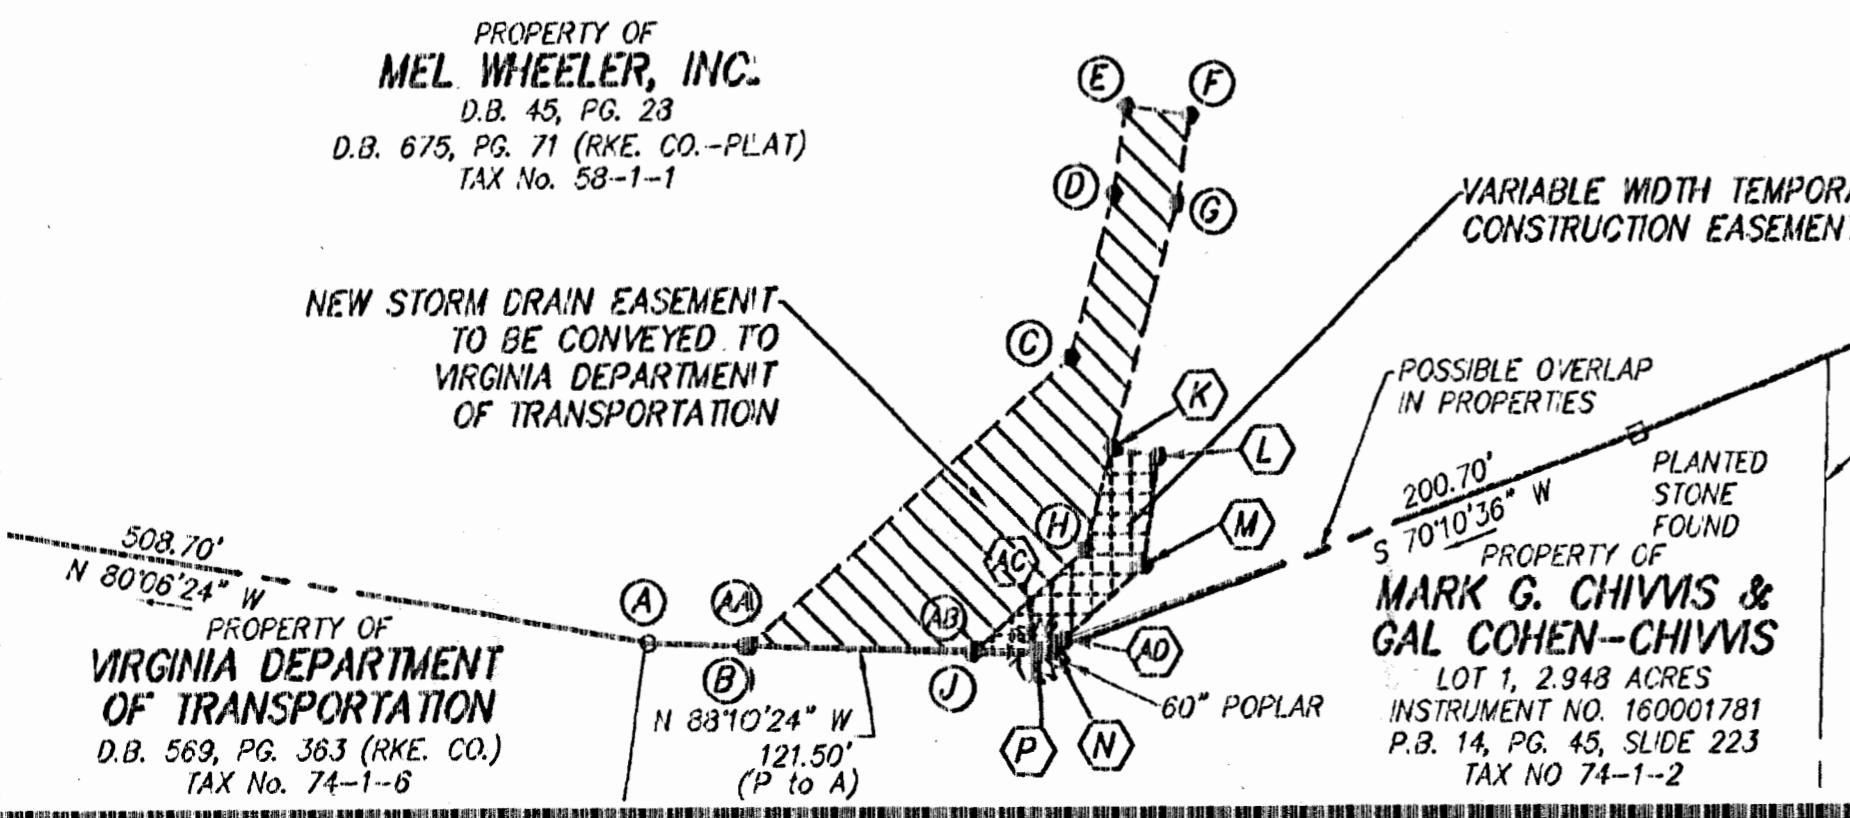 PROPERTY OF
MEL WHEELER, INC.
D.B. 45, PG. 23
D.B. 675, PG. 71 (RKE. CO.-PLAT)
TAX No. 58-1-1
E
F
D
G
VARIABLE WIDTH TEMPORA
CONSTRUCTION EASEMENT
NEW STORM DRAIN EASEMENT
TO BE CONVEYED TO
VIRGINIA DEPARTMENT
OF TRANSPORTATION
C
K
L
POSSIBLE OVERLAP
IN PROPERTIES
200.70'
S 70°10'36" W
PLANTED
STONE
FOUND
H
M
AC
508.70'
N 80°06'24" W
A
AA
AB
AD
B
J
P
N
60" POPLAR
N 88°10'24" W
121.50'
(P to A)
PROPERTY OF
VIRGINIA DEPARTMENT
OF TRANSPORTATION
D.B. 569, PG. 363 (RKE. CO.)
TAX No. 74-1-6
PROPERTY OF
MARK G. CHIVVIS &
GAL COHEN-CHIVVIS
LOT 1, 2.948 ACRES
INSTRUMENT NO. 160001781
P.B. 14, PG. 45, SLIDE 223
TAX NO 74-1-2